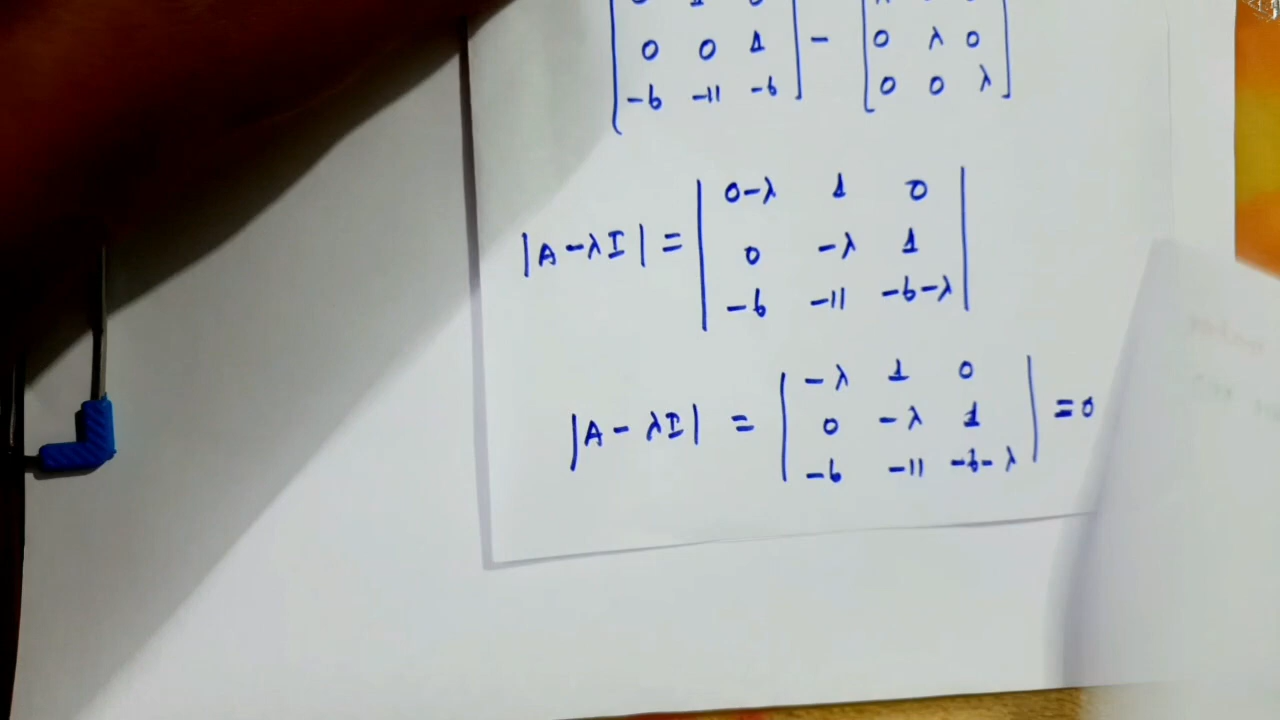 0 0 1 - 0 λ 0
-6 -11 -6 0 0 λ
|A-λI| = | 0-λ 1 0 |
0 -λ 1
-6 -11 -6-λ
|A-λI| = | -λ 1 0 | = 0
0 -λ 1
-6 -11 -6-λ